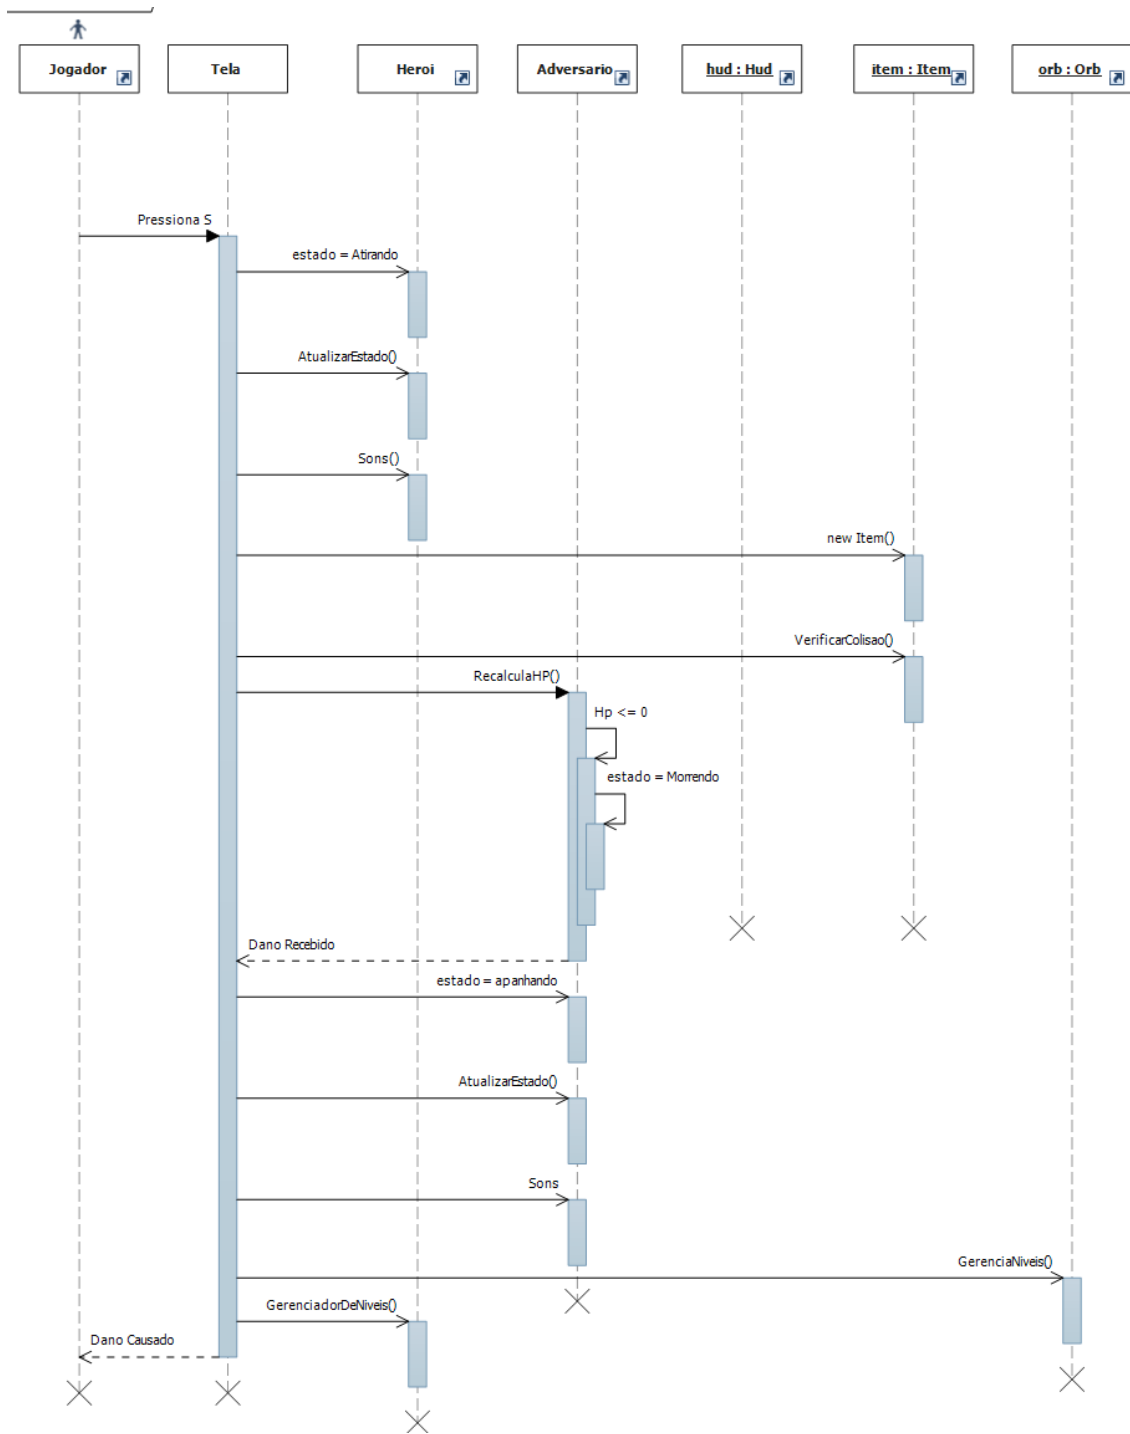 Jogador
Tela
Heroi
Adversario
hud : Hud
item : Item
orb : Orb
Pressiona S
estado = Atirando
AtualizarEstado()
Sons()
new Item()
VerificarColisao()
RecalculaHP()
Hp <= 0
estado = Morrendo
Dano Recebido
estado = apanhando
AtualizarEstado()
Sons
GerenciaNiveis()
GerenciadorDeNiveis()
Dano Causado